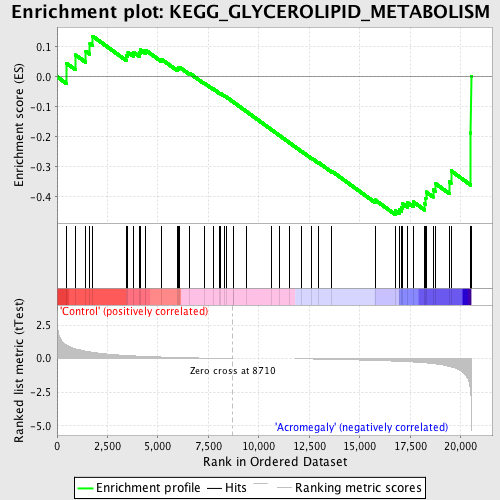 Enrichment plot: KEGG_GLYCEROLIPID_METABOLISM
Enrichment score (ES)
0.1
0.0
-0.1
-0.2
-0.3
-0.4
'Control' (positively correlated)
Ranked list metric (tTest)
2.5
0.0
-2.5
-5.0
Zero cross at 8710
'Acromegaly' (negatively correlated)
0 2,500 5,000 7,500 10,000 12,500 15,000 17,500 20,000
Rank in Ordered Dataset
Enrichment profile Hits Ranking metric scores